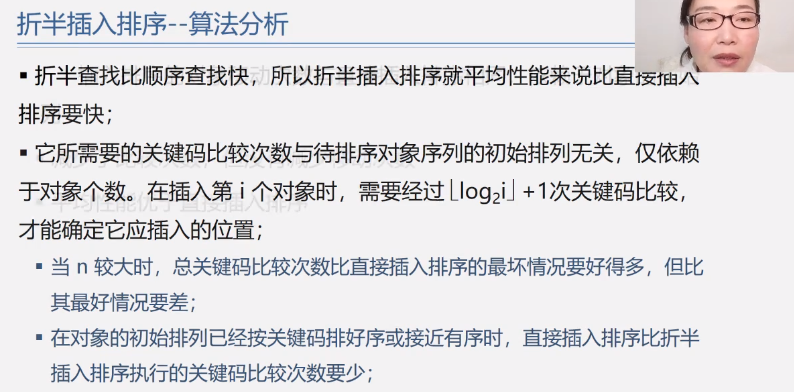 折半插入排序--算法分析
▪ 折半查找比顺序查找快，所以折半插入排序就平均性能来说比直接插入
排序要快；
▪ 它所需要的关键码比较次数与待排序对象序列的初始排列无关，仅依赖
于对象个数。在插入第 i 个对象时，需要经过⌊log₂i⌋ +1次关键码比较，
才能确定它应插入的位置；
▪ 当 n 较大时，总关键码比较次数比直接插入排序的最坏情况要好得多，但比
其最好情况要差；
▪ 在对象的初始排列已经按关键码排好序或接近有序时，直接插入排序比折半
插入排序执行的关键码比较次数要少；